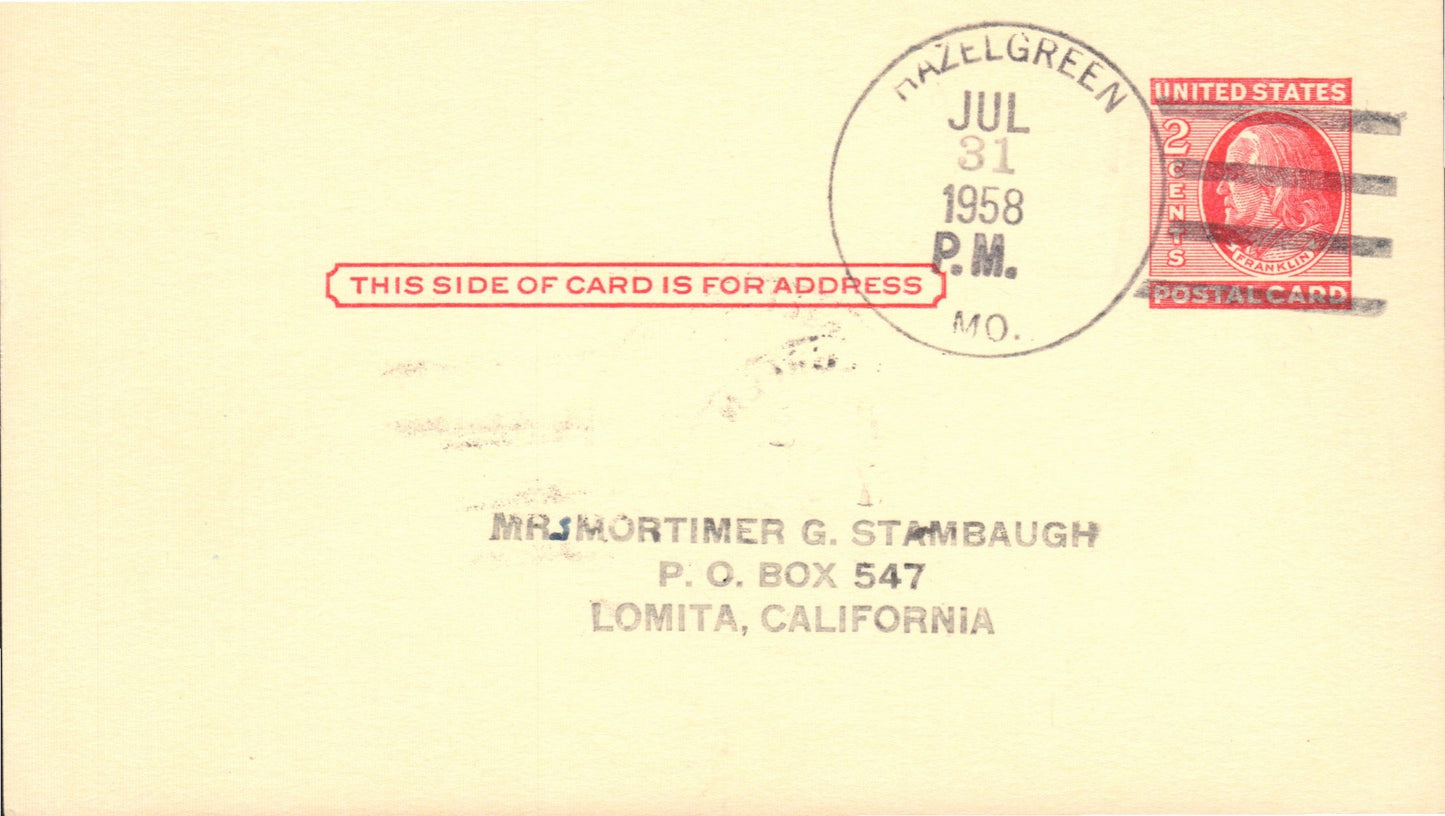 HAZELGREEN
JUL
31
1958
P.M.
MO.
UNITED STATES
2
CENTS
FRANKLIN
POSTAL CARD
THIS SIDE OF CARD IS FOR ADDRESS
MRS MORTIMER G. STAMBAUGH
P. O. BOX 547
LOMITA, CALIFORNIA